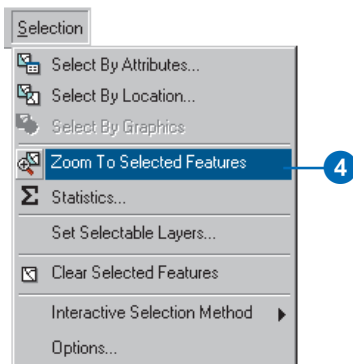 Selection
Select By Attributes...
Select By Location...
Select By Graphics
Zoom To Selected Features
4
Σ Statistics...
Set Selectable Layers...
Clear Selected Features
Interactive Selection Method
Options...